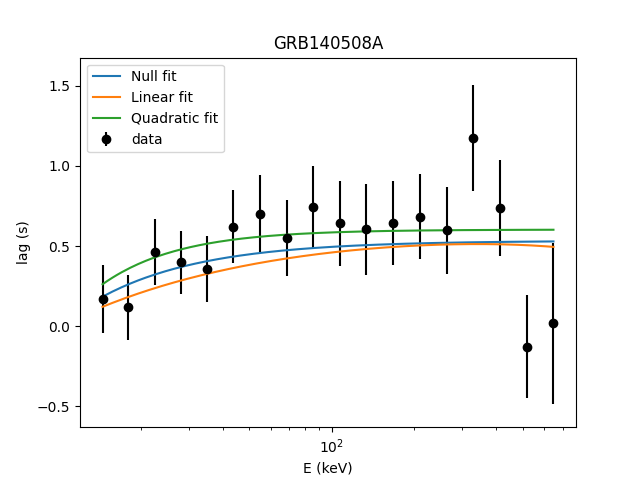 GRB140508A
Null fit
Linear fit
Quadratic fit
data
1.5
1.0
0.5
0.0
−0.5
lag (s)
10²
E (keV)